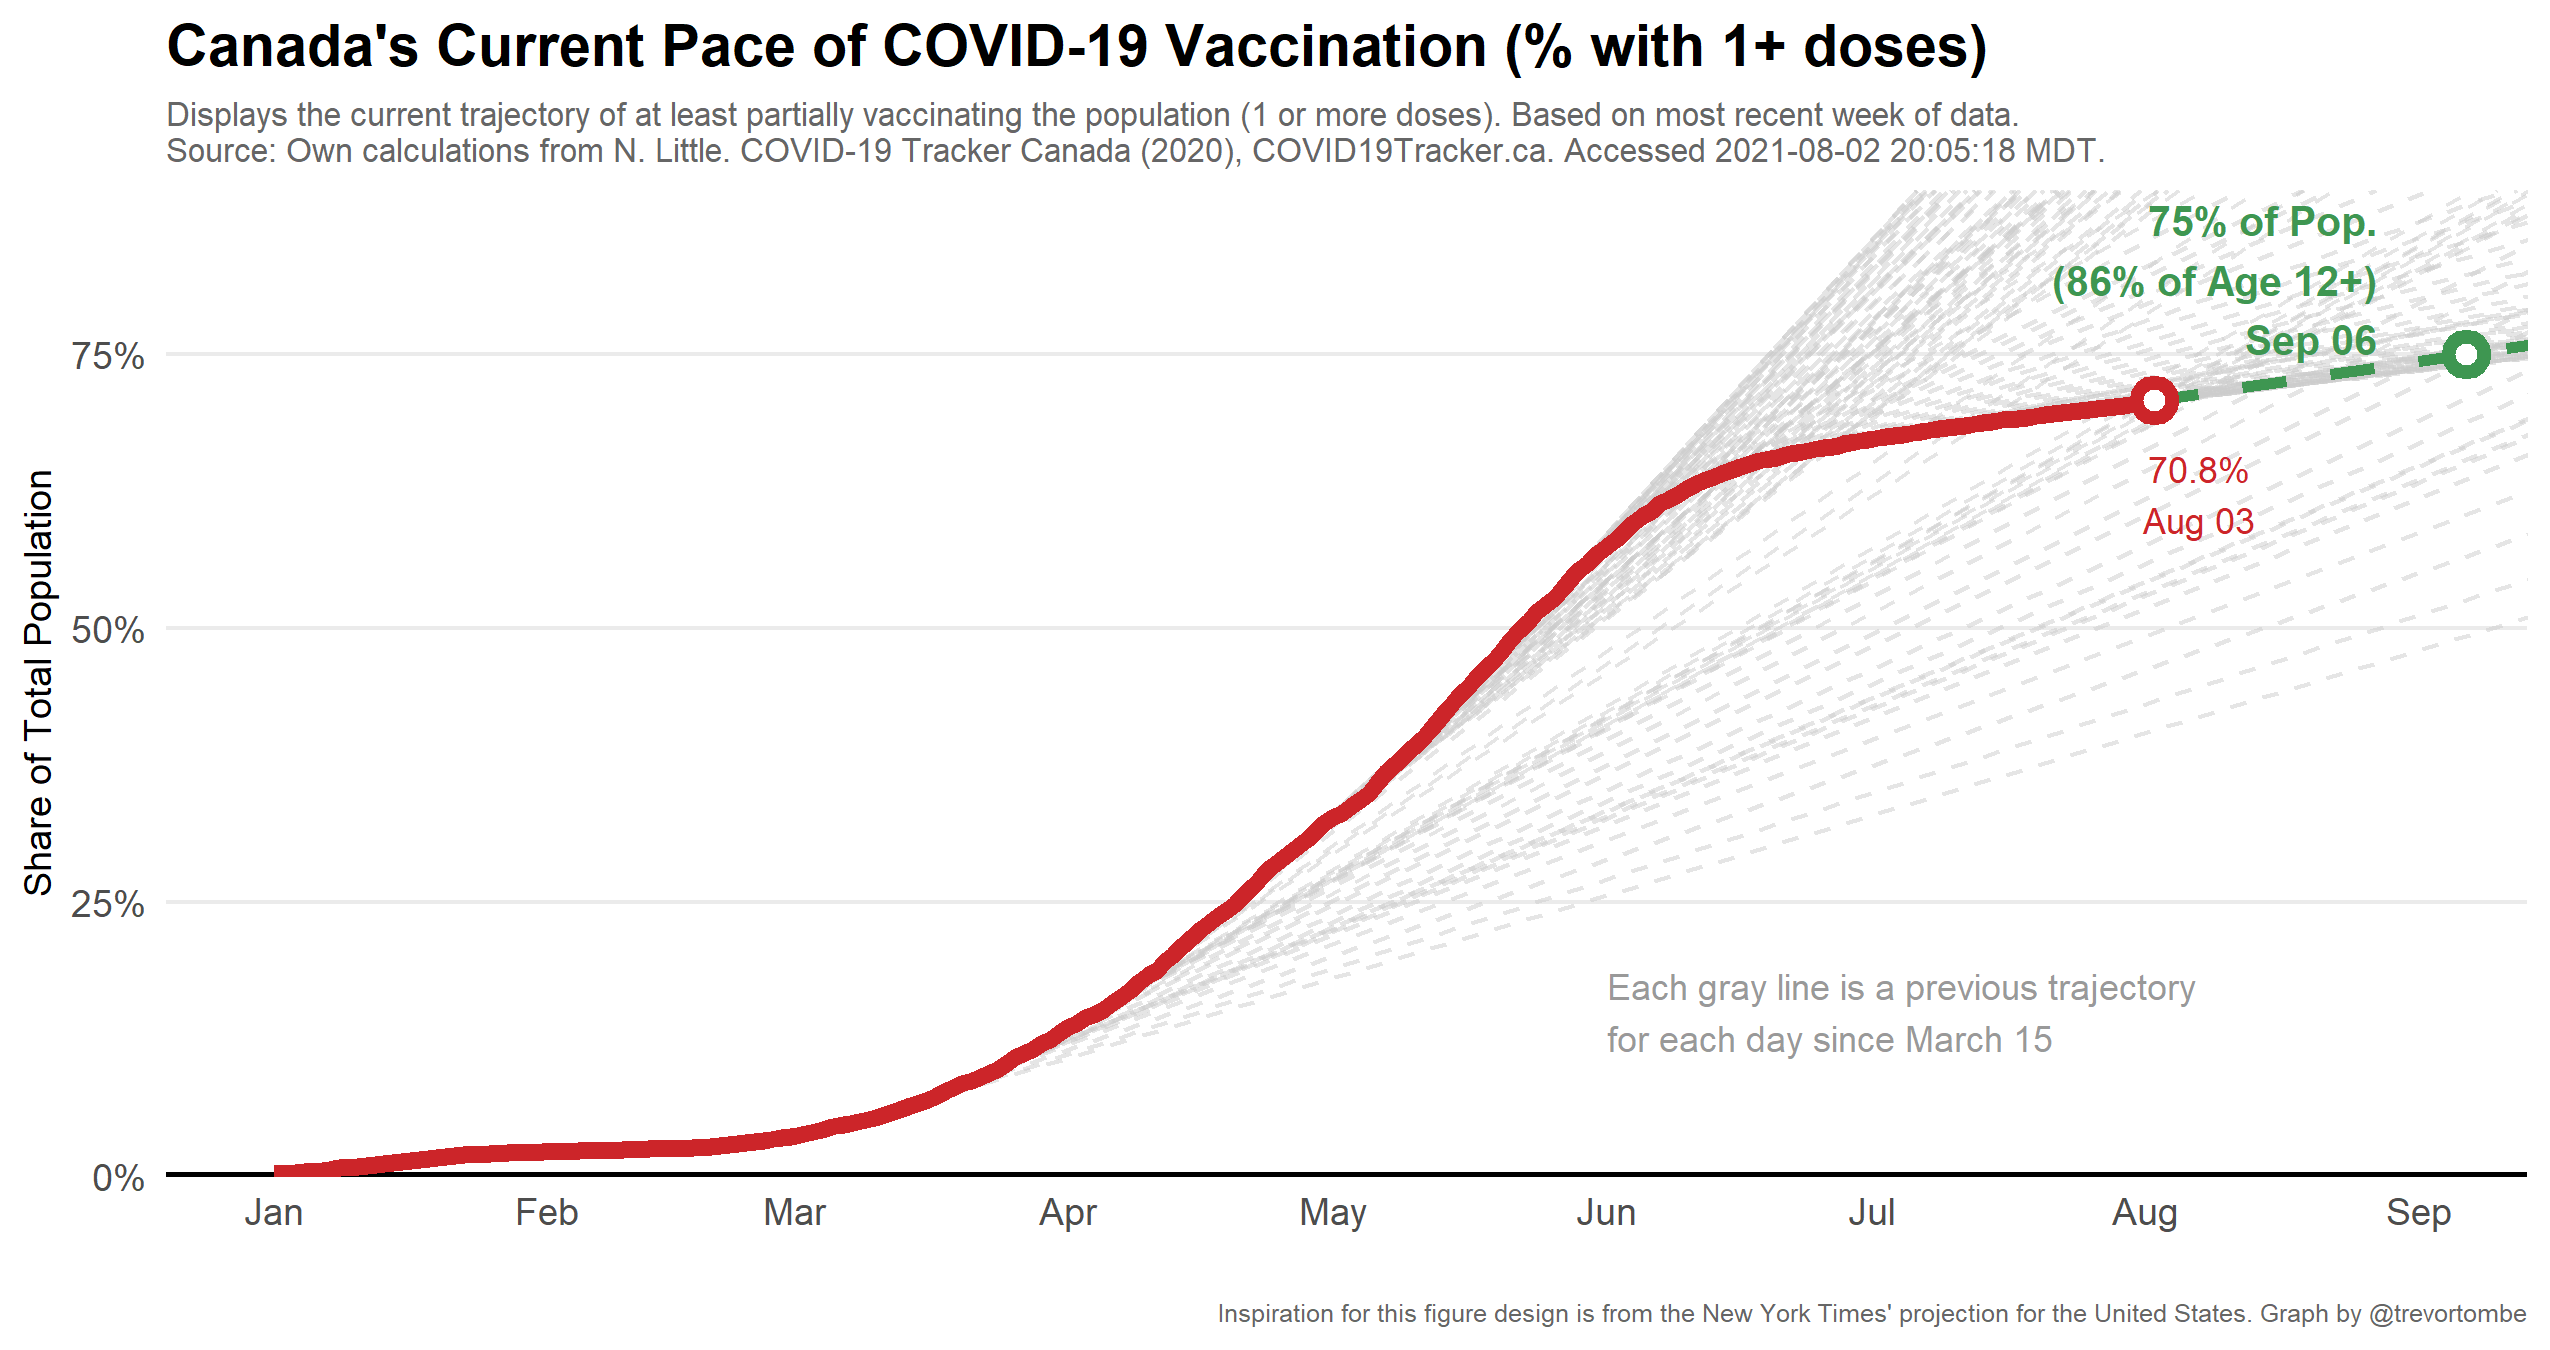 Canada's Current Pace of COVID-19 Vaccination (% with 1+ doses)
Displays the current trajectory of at least partially vaccinating the population (1 or more doses). Based on most recent week of data.
Source: Own calculations from N. Little. COVID-19 Tracker Canada (2020), COVID19Tracker.ca. Accessed 2021-08-02 20:05:18 MDT.
75% of Pop.
(86% of Age 12+)
Sep 06
70.8%
Aug 03
Share of Total Population
75%
50%
25%
0%
Each gray line is a previous trajectory
for each day since March 15
Jan Feb Mar Apr May Jun Jul Aug Sep
Inspiration for this figure design is from the New York Times' projection for the United States. Graph by @trevortombe